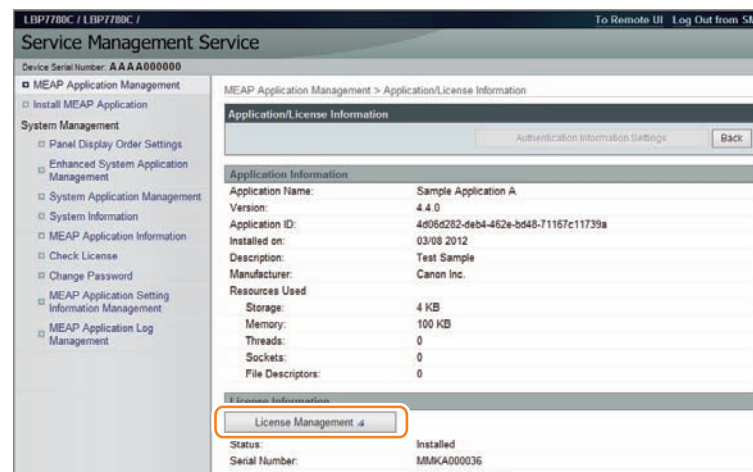 LBP7780C / LBP7780C /
To Remote UI Log Out from SM
Service Management Service
Device Serial Number: AAAA000000
MEAP Application Management
Install MEAP Application
System Management
Panel Display Order Settings
Enhanced System Application
Management
System Application Management
System Information
MEAP Application Information
Check License
Change Password
MEAP Application Setting
Information Management
MEAP Application Log
Management
MEAP Application Management > Application/License Information
Application/License Information
Authentication Information Settings
Back
Application Information
Application Name: Sample Application A
Version: 4.4.0
Application ID: 4d06d282-deb4-462e-bd48-71167c11739a
Installed on: 03/08 2012
Description: Test Sample
Manufacturer: Canon Inc.
Resources Used
Storage: 4 KB
Memory: 100 KB
Threads: 0
Sockets: 0
File Descriptors: 0
License Information
License Management
Status: Installed
Serial Number: MMKA000036